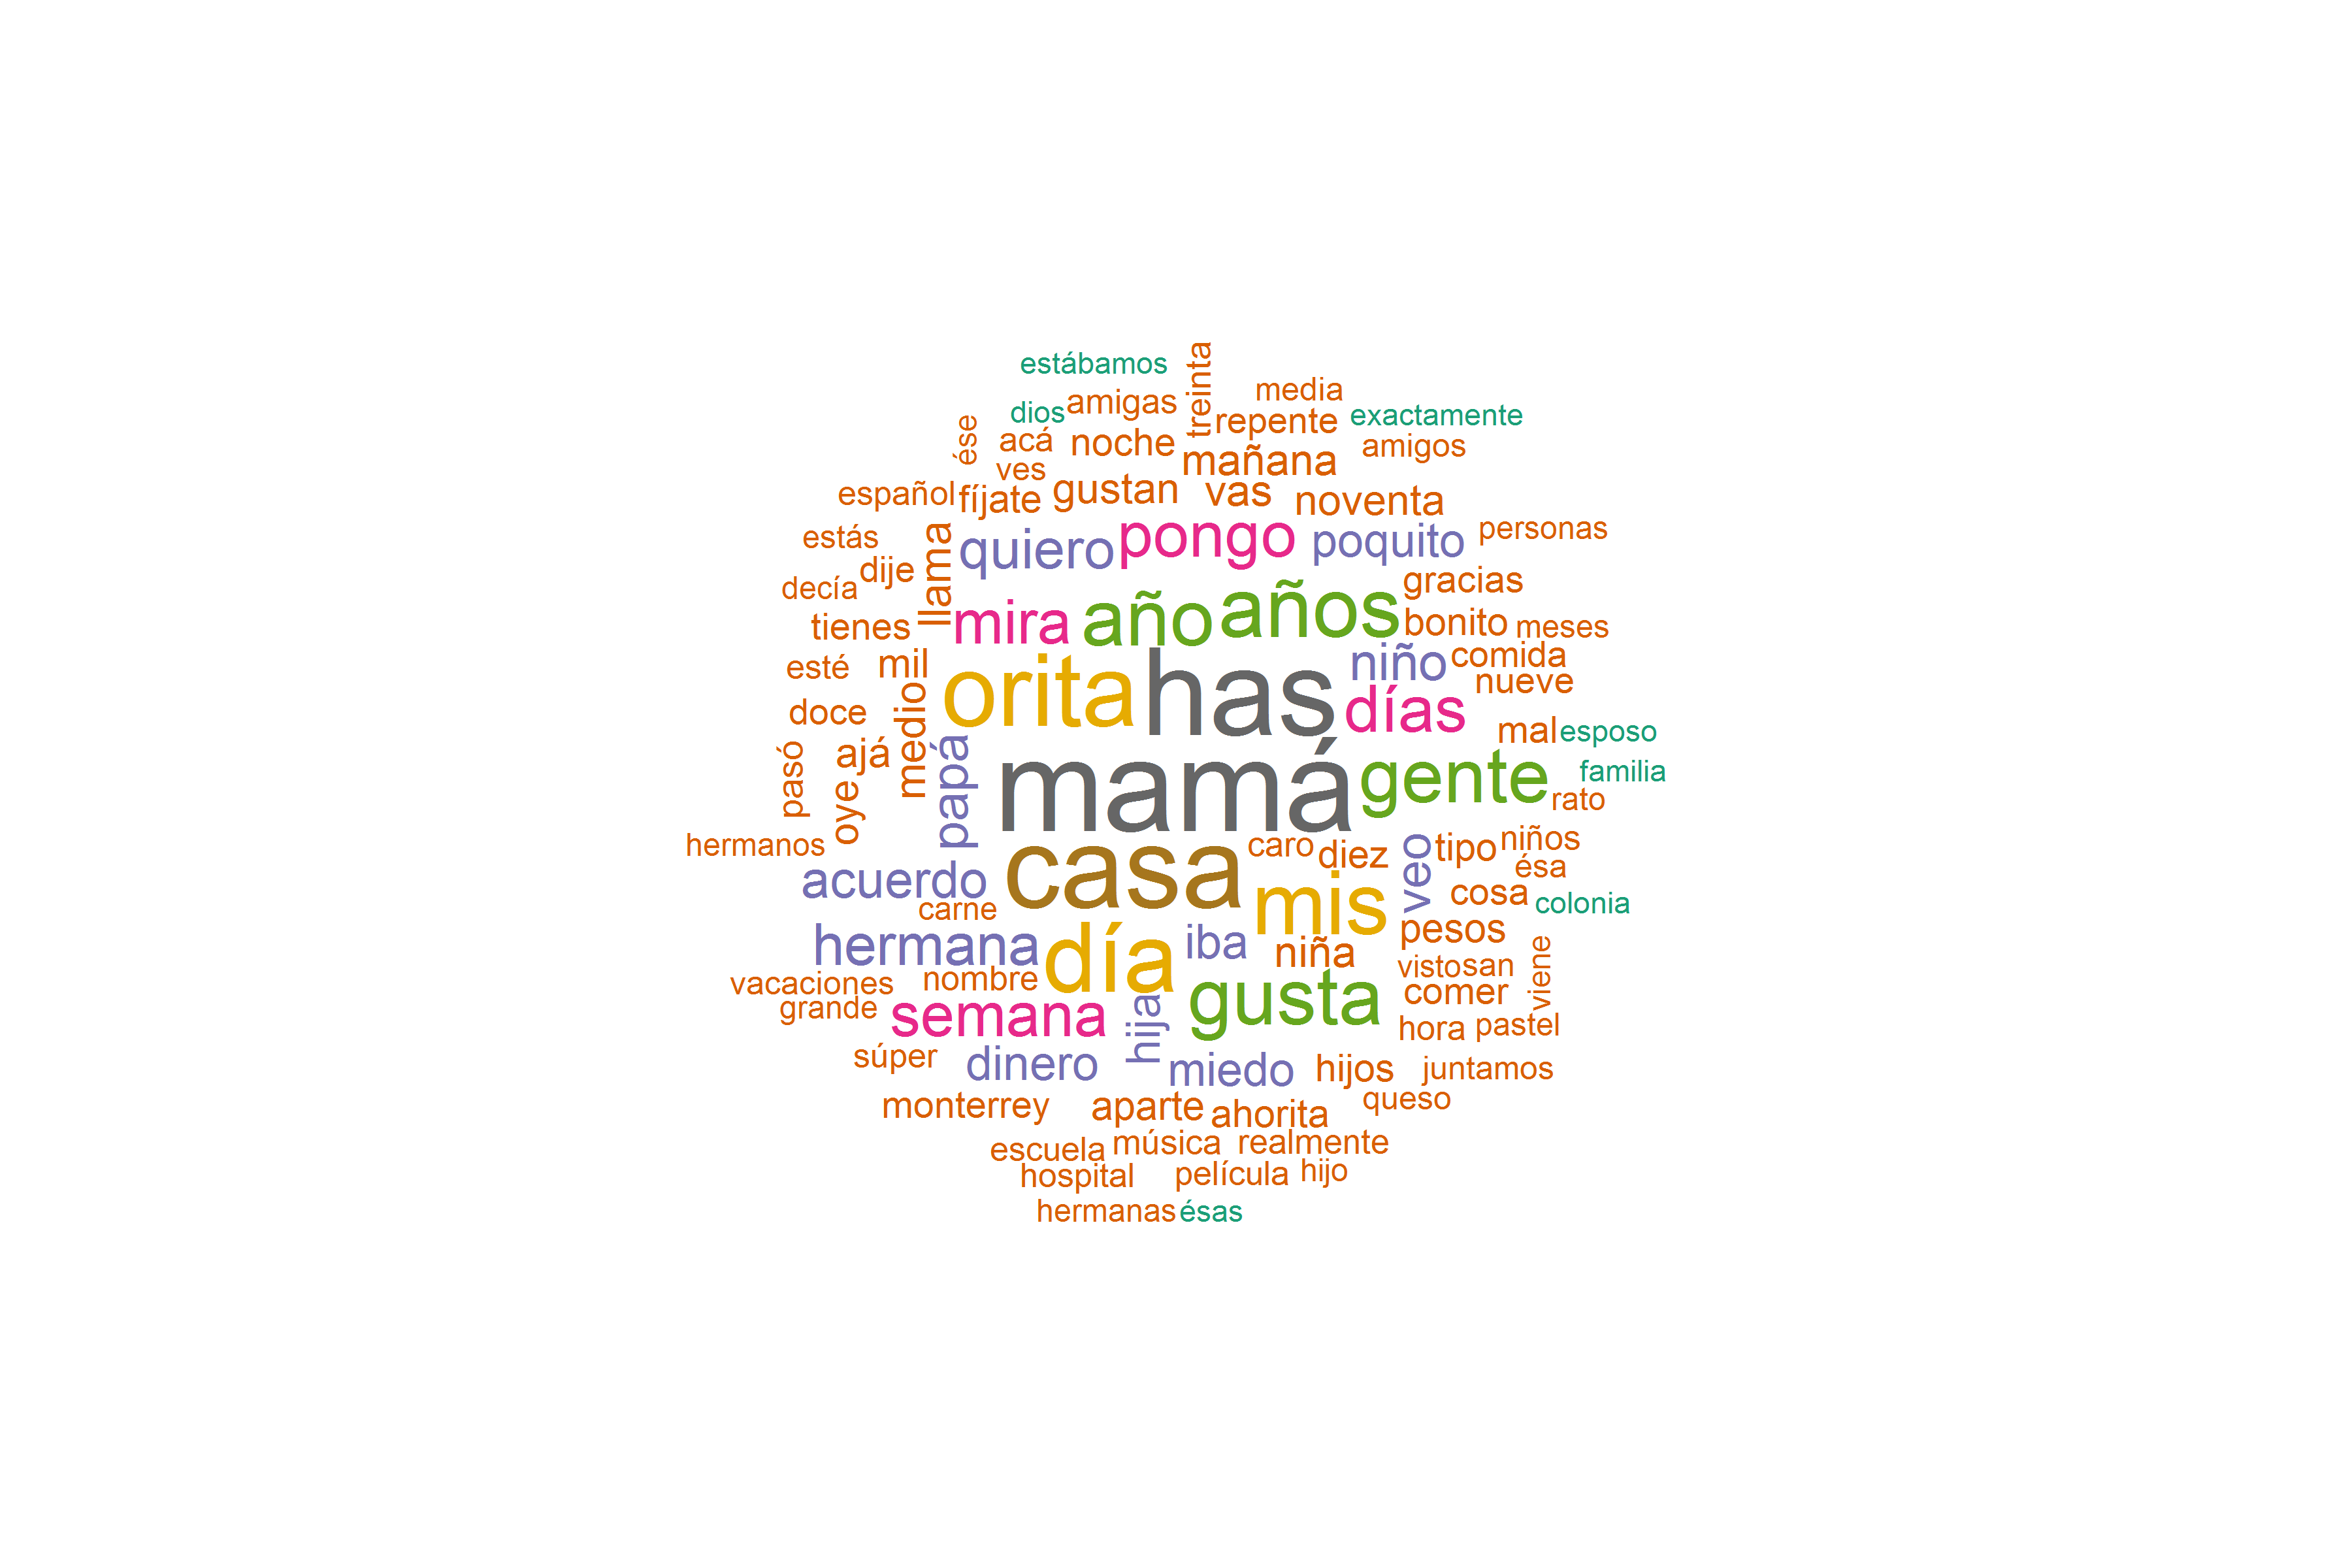 estábamos
treinta
media
dios
amigas
repente
exactamente
ése
acá
noche
mañana
amigos
ves
español
fíjate
gustan
vas
noventa
estás
llama
quiero
pongo
poquito
personas
decía
dije
gracias
tienes
mira
año
años
bonito
meses
esté
mil
orita
has
niño
comida
nueve
doce
medio
días
mal
esposo
pasó
ajá
papá
mamá
gente
familia
rato
oye
hermanos
casa
caro
diez
veo
tipo
niños
ésa
acuerdo
carne
mis
cosa
colonia
hermana
día
iba
niña
pesos
vacaciones
nombre
visto
san
viene
grande
semana
hija
gusta
comer
hora
pastel
súper
dinero
miedo
hijos
juntamos
monterrey
aparte
ahorita
queso
escuela
música
realmente
hospital
película
hijo
hermanas
ésas